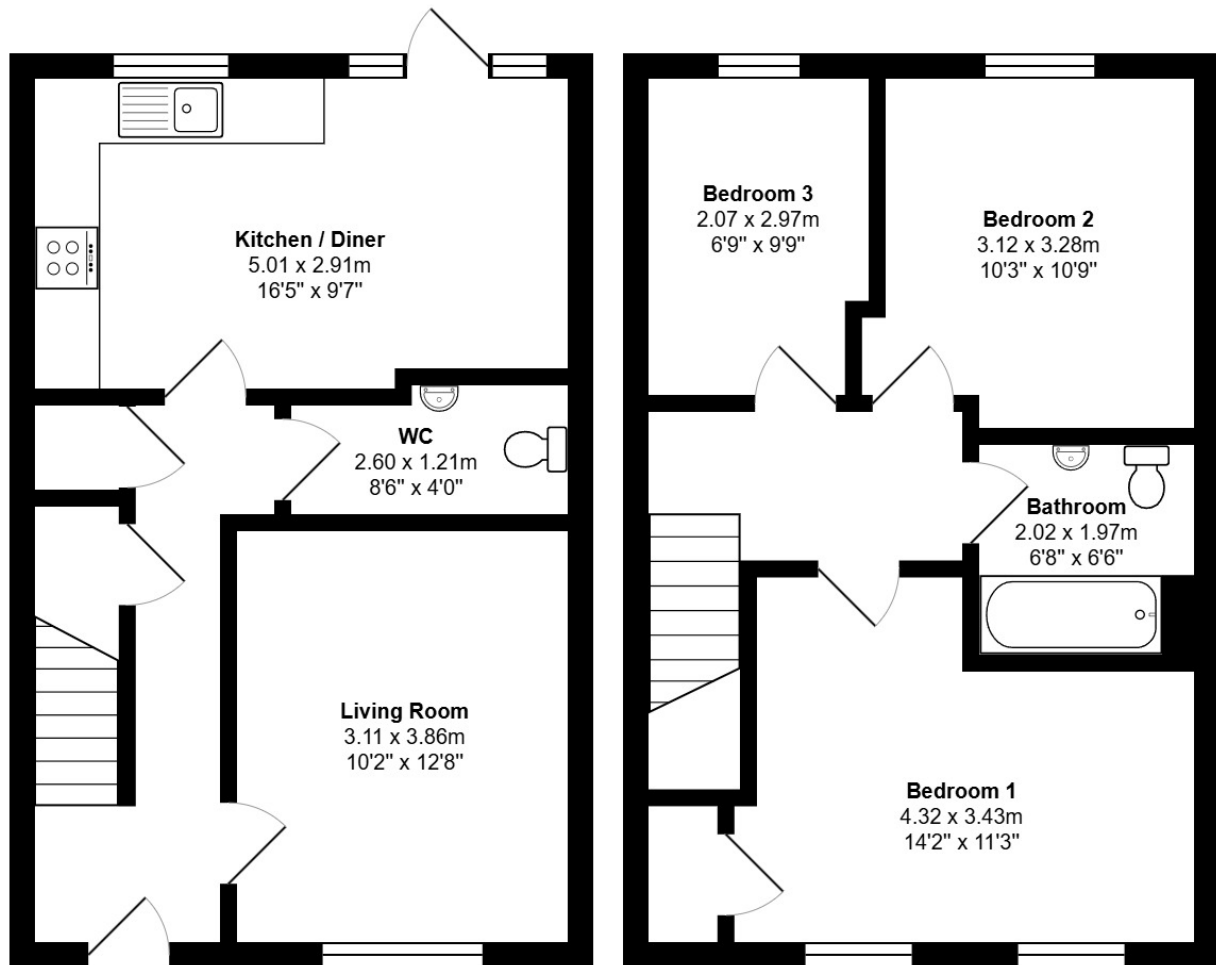 Kitchen / Diner
5.01 x 2.91m
16'5" x 9'7"
WC
2.60 x 1.21m
8'6" x 4'0"
Living Room
3.11 x 3.86m
10'2" x 12'8"
Bedroom 3
2.07 x 2.97m
6'9" x 9'9"
Bedroom 2
3.12 x 3.28m
10'3" x 10'9"
Bathroom
2.02 x 1.97m
6'8" x 6'6"
Bedroom 1
4.32 x 3.43m
14'2" x 11'3"